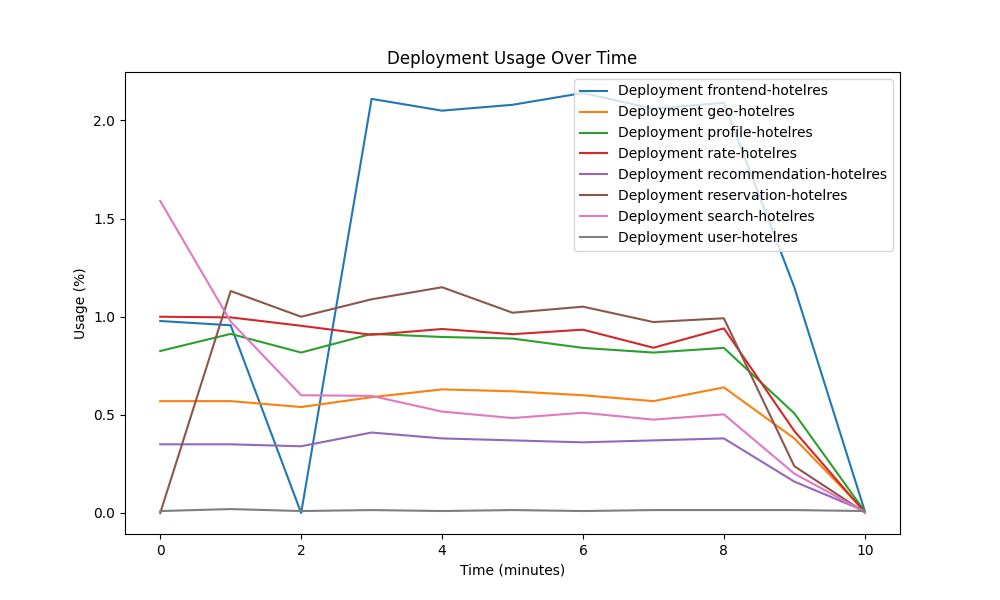 Deployment Usage Over Time
Deployment frontend-hotelres
Deployment geo-hotelres
Deployment profile-hotelres
Deployment rate-hotelres
Deployment recommendation-hotelres
Deployment reservation-hotelres
Deployment search-hotelres
Deployment user-hotelres
Usage (%)
2.0
1.5
1.0
0.5
0.0
0 2 4 6 8 10
Time (minutes)